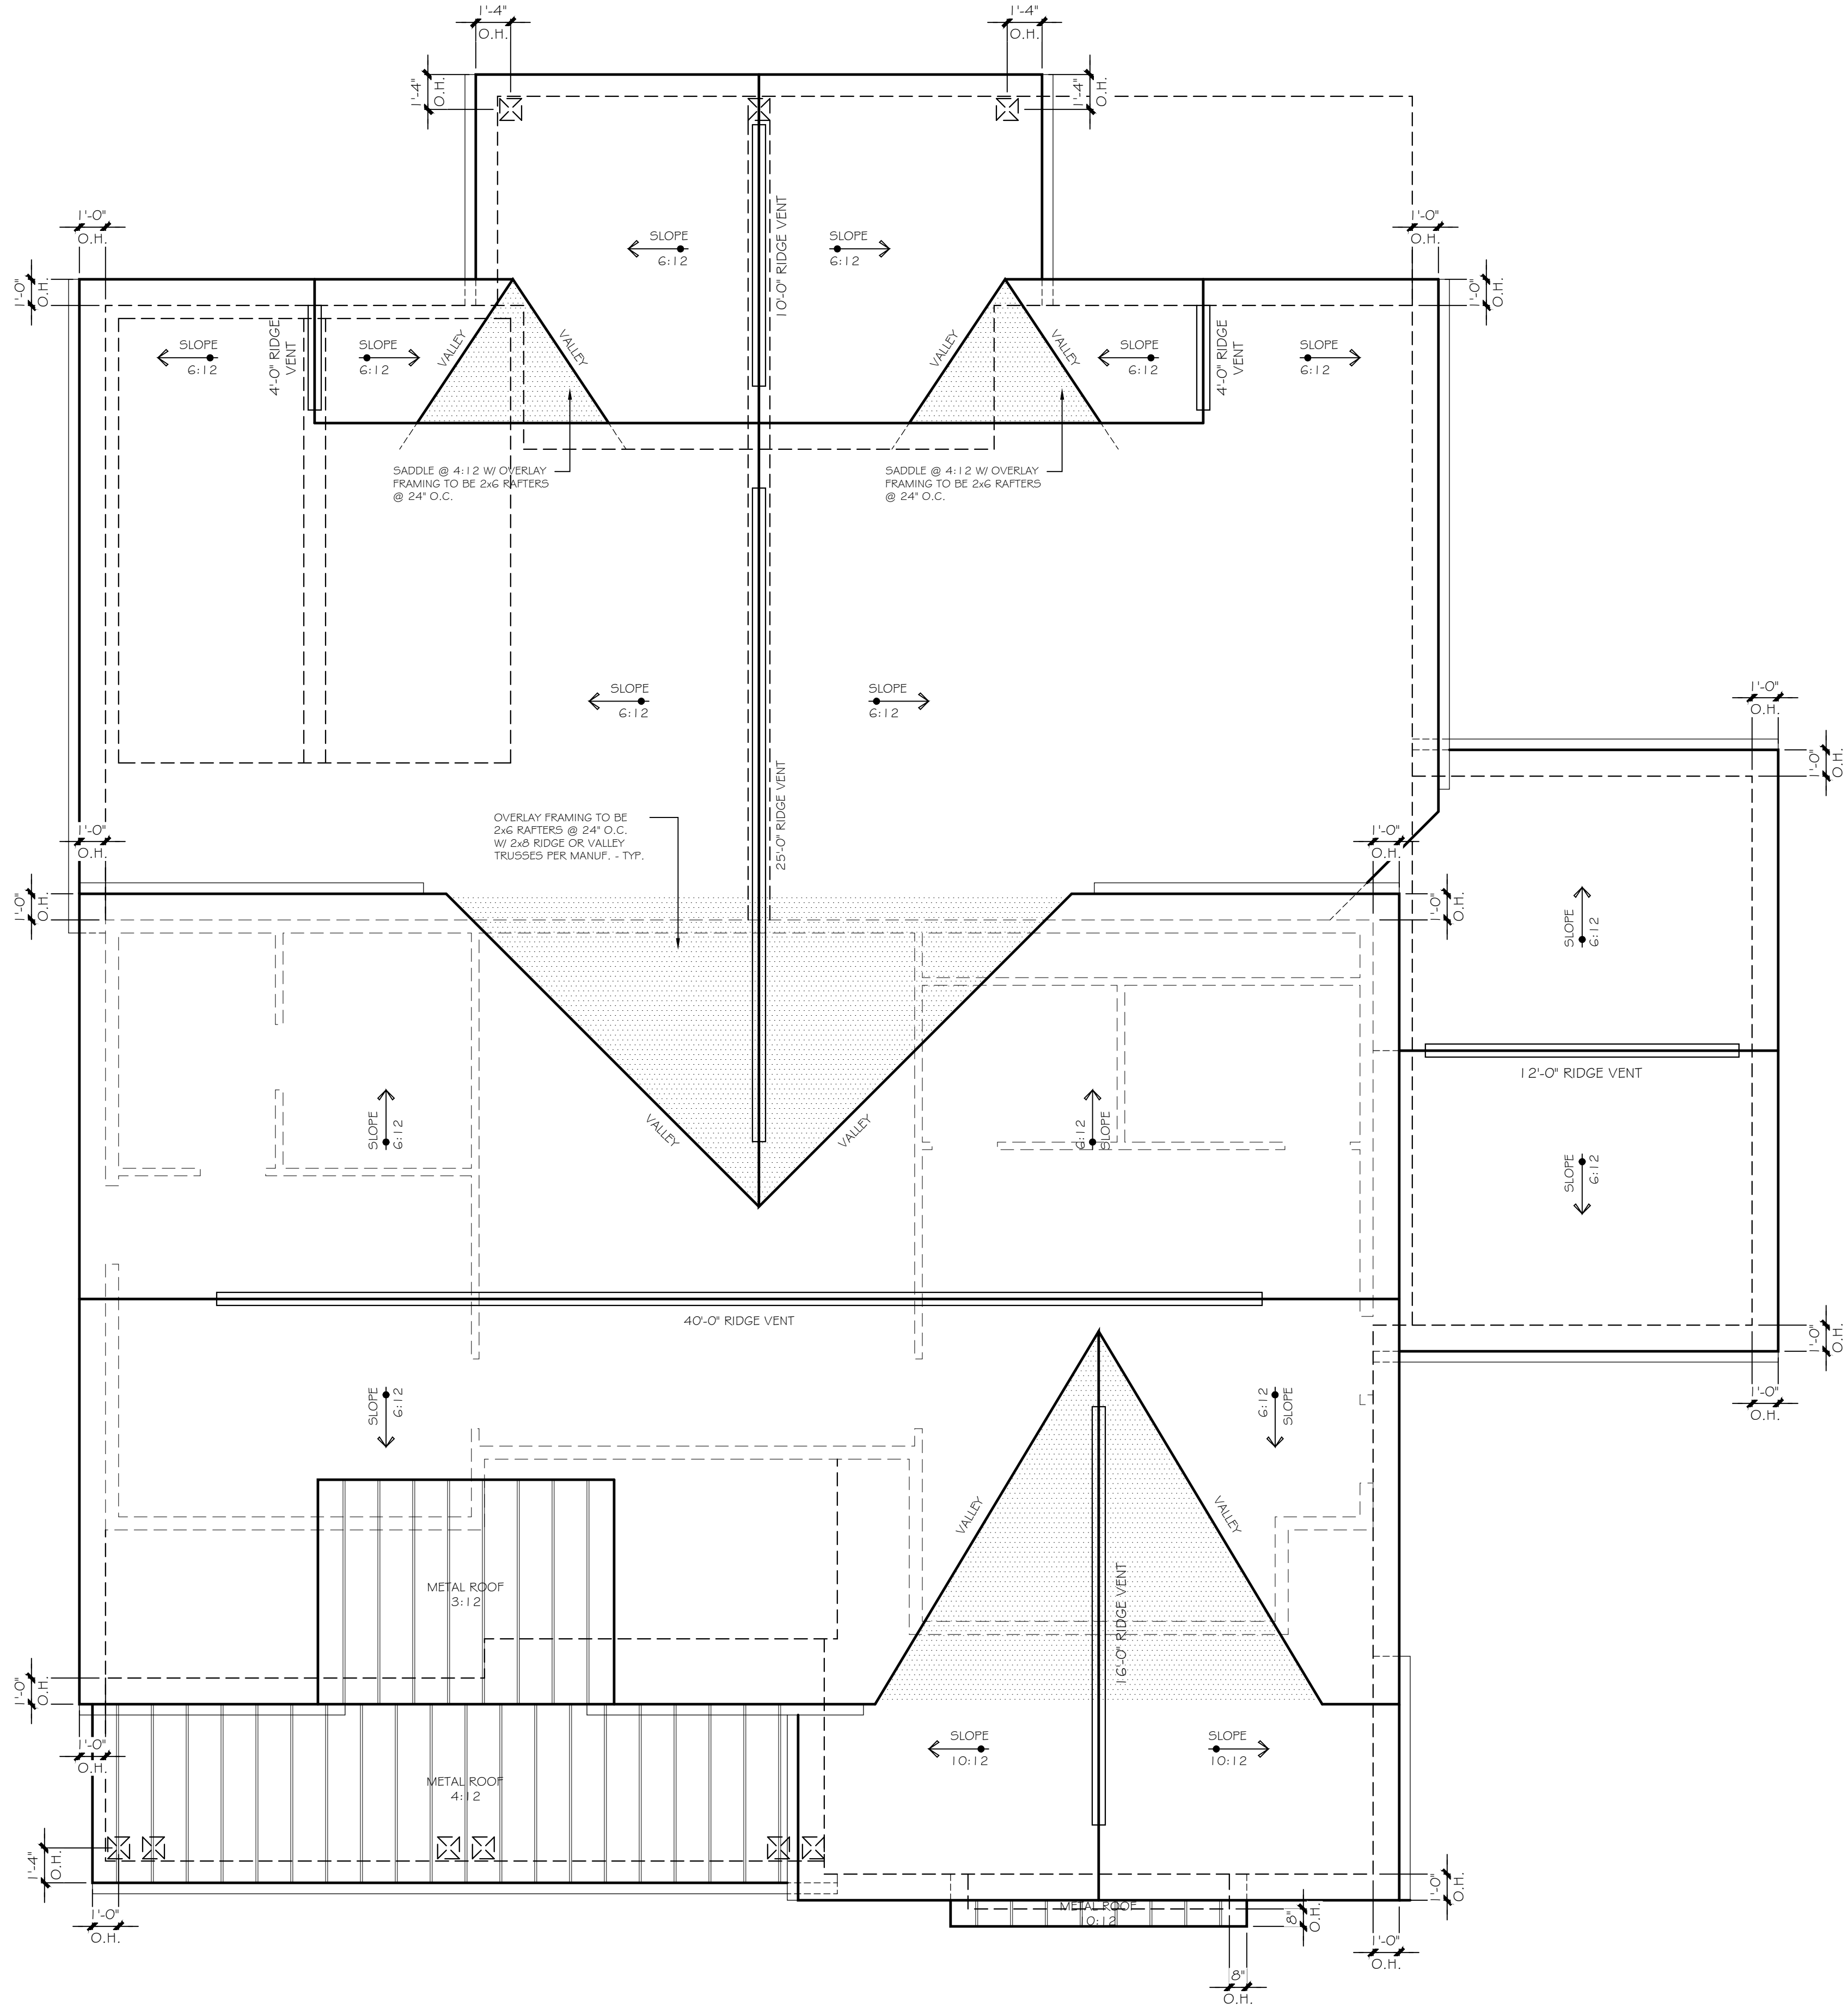 1'-4"
O.H.
1'-4"
O.H.
1'-4"
O.H.
1'-4"
O.H.
1'-0"
O.H.
1'-0"
O.H.
1'-0"
O.H.
1'-0"
O.H.
SLOPE
6:12
SLOPE
6:12
10'-0" RIDGE VENT
SLOPE
6:12
4'-0" RIDGE
VENT
SLOPE
6:12
VALLEY
VALLEY
VALLEY
VALLEY
SLOPE
6:12
4'-0" RIDGE
VENT
SLOPE
6:12
SADDLE @ 4:12 W/ OVERLAY
FRAMING TO BE 2x6 RAFTERS
@ 24" O.C.
SADDLE @ 4:12 W/ OVERLAY
FRAMING TO BE 2x6 RAFTERS
@ 24" O.C.
SLOPE
6:12
SLOPE
6:12
1'-0"
O.H.
1'-0"
O.H.
25'-0" RIDGE VENT
OVERLAY FRAMING TO BE
2x6 RAFTERS @ 24" O.C.
W/ 2x8 RIDGE OR VALLEY
TRUSSES PER MANUF. - TYP.
1'-0"
O.H.
1'-0"
O.H.
1'-0"
O.H.
1'-0"
O.H.
SLOPE
6:12
SLOPE
6:12
VALLEY
VALLEY
6:12
SLOPE
12'-0" RIDGE VENT
SLOPE
6:12
40'-0" RIDGE VENT
1'-0"
O.H.
1'-0"
O.H.
SLOPE
6:12
6:12
SLOPE
VALLEY
VALLEY
METAL ROOF
3:12
16'-0" RIDGE VENT
1'-0"
O.H.
1'-0"
O.H.
SLOPE
10:12
SLOPE
10:12
METAL ROOF
4:12
1'-4"
O.H.
1'-0"
O.H.
METAL ROOF
0:12
8"
O.H.
1'-0"
O.H.
1'-0"
O.H.
8"
O.H.